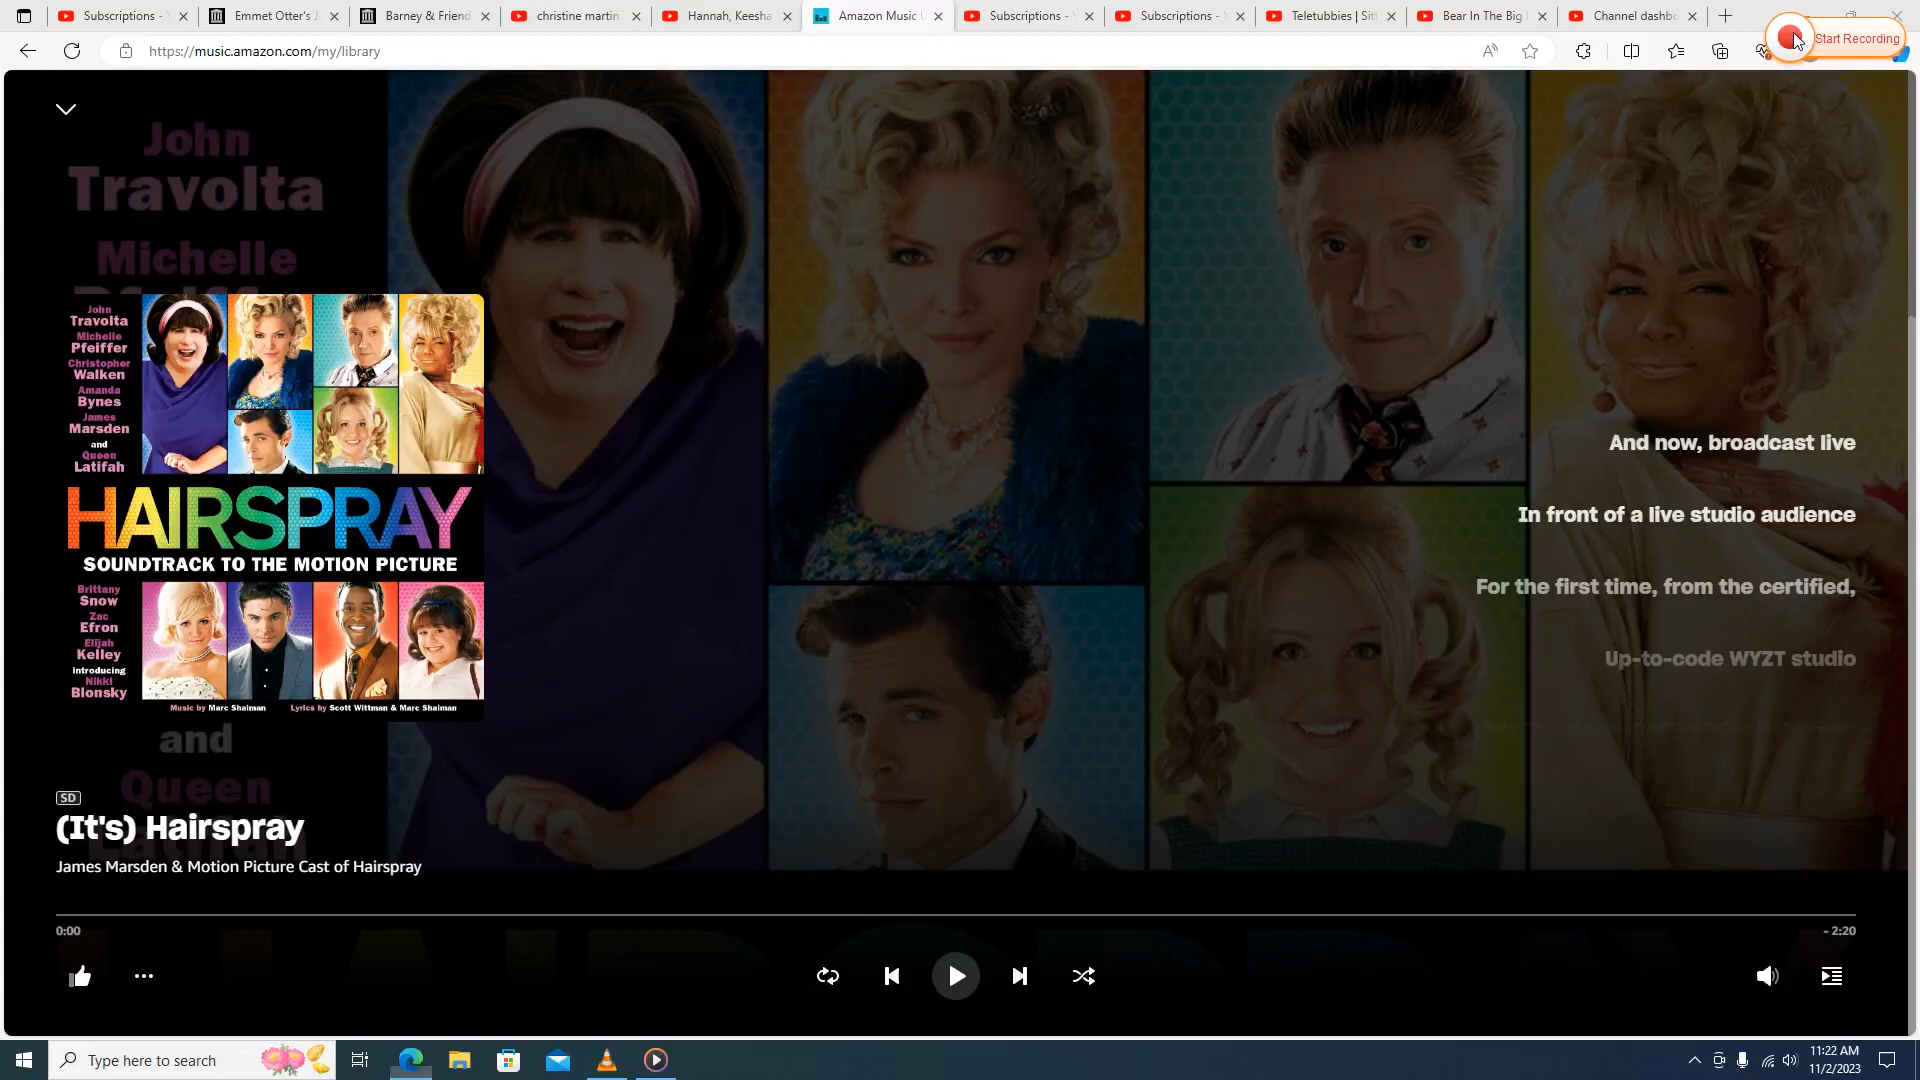 Subscriptions - Y
Emmet Otter's J
Barney & Friend
christine martin
Hannah, Keesha
Amazon Music L
Subscriptions - Y
Subscriptions - Y
Teletubbies | Sit
Bear In The Big
Channel dashbo
https://music.amazon.com/my/library
Start Recording
John
Travolta
Michelle
John
Travolta
Michelle
Pfeiffer
Christopher
Walken
Amanda
Bynes
James
Marsden
and
Queen
Latifah
HAIRSPRAY
SOUNDTRACK TO THE MOTION PICTURE
Brittany
Snow
Zac
Efron
Elijah
Kelley
introducing
Nikki
Blonsky
Music by Marc Shaiman
Lyrics by Scott Wittman & Marc Shaiman
And now, broadcast live
In front of a live studio audience
For the first time, from the certified,
Up-to-code WYZT studio
and
Queen
SD
(It's) Hairspray
James Marsden & Motion Picture Cast of Hairspray
0:00
- 2:20
Type here to search
11:22 AM
11/2/2023